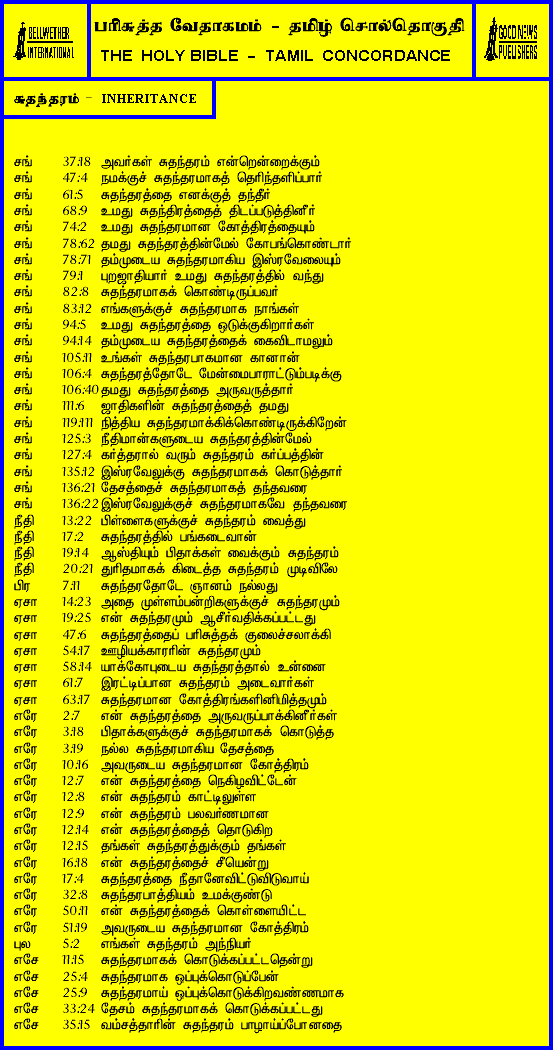 BELLWETHER
INTERNATIONAL
பரிசுத்த வேதாகமம் - தமிழ் சொல்தொகுதி
THE HOLY BIBLE - TAMIL CONCORDANCE
GOOD NEWS
PUBLISHERS
சுதந்தரம் - INHERITANCE
சங் 37:18 அவர்கள் சுதந்தரம் என்றென்றைக்கும்
சங் 47:4 நமக்குச் சுதந்தரமாகத் தெரிந்தளிப்பார்
சங் 61:5 சுதந்தரத்தை எனக்குத் தந்தீர்
சங் 68:9 உமது சுதந்திரத்தைத் திடப்படுத்தினீர்
சங் 74:2 உமது சுதந்தரமான கோத்திரத்தையும்
சங் 78:62 தமது சுதந்தரத்தின்மேல் கோபங்கொண்டார்
சங் 78:71 தம்முடைய சுதந்தரமாகிய இஸ்ரவேலையும்
சங் 79:1 புறஜாதியார் உமது சுதந்தரத்தில் வந்து
சங் 82:8 சுதந்தரமாகக் கொண்டிருப்பவர்
சங் 83:12 எங்களுக்குச் சுதந்தரமாக நாங்கள்
சங் 94:5 உமது சுதந்தரத்தை ஒடுக்குகிறார்கள்
சங் 94:14 தம்முடைய சுதந்தரத்தைக் கைவிடாமலும்
சங் 105:11 உங்கள் சுதந்தரபாகமான கானான்
சங் 106:4 சுதந்தரத்தோடே மேன்மைபாராட்டும்படிக்கு
சங் 106:40 தமது சுதந்தரத்தை அருவருத்தார்
சங் 111:6 ஜாதிகளின் சுதந்தரத்தைத் தமது
சங் 119:111 நித்திய சுதந்தரமாக்கிக்கொண்டிருக்கிறேன்
சங் 125:3 நீதிமான்களுடைய சுதந்தரத்தின்மேல்
சங் 127:4 கர்த்தரால் வரும் சுதந்தரம் கர்ப்பத்தின்
சங் 135:12 இஸ்ரவேலுக்கு சுதந்தரமாகக் கொடுத்தார்
சங் 136:21 தேசத்தைச் சுதந்தரமாகத் தந்தவரை
சங் 136:22 இஸ்ரவேலுக்குச் சுதந்தரமாகவே தந்தவரை
நீதி 13:22 பிள்ளைகளுக்குச் சுதந்தரம் வைத்து
நீதி 17:2 சுதந்தரத்தில் பங்கடைவான்
நீதி 19:14 ஆஸ்தியும் பிதாக்கள் வைக்கும் சுதந்தரம்
நீதி 20:21 துரிதமாகக் கிடைத்த சுதந்தரம் முடிவிலே
பிர 7:11 சுதந்தரதோடே ஞானம் நல்லது
ஏசா 14:23 அதை முள்ளம்பன்றிகளுக்குச் சுதந்தரமும்
ஏசா 19:25 என் சுதந்தரமும் ஆசீர்வதிக்கப்பட்டது
ஏசா 47:6 சுதந்தரத்தைப் பரிசுத்தக் குலைச்சலாக்கி
ஏசா 54:17 ஊழியக்காரரின் சுதந்தரமும்
ஏசா 58:14 யாக்கோபுடைய சுதந்தரத்தால் உன்னை
ஏசா 61:7 இரட்டிப்பான சுதந்தரம் அடைவார்கள்
ஏசா 63:17 சுதந்தரமான கோத்திரங்களினிமித்தமும்
எரே 2:7 என் சுதந்தரத்தை அருவருப்பாக்கினீர்கள்
எரே 3:18 பிதாக்களுக்குச் சுதந்தரமாகக் கொடுத்த
எரே 3:19 நல்ல சுதந்தரமாகிய தேசத்தை
எரே 10:16 அவருடைய சுதந்தரமான கோத்திரம்
எரே 12:7 என் சுதந்தரத்தை நெகிழவிட்டேன்
எரே 12:8 என் சுதந்தரம் காட்டிலுள்ள
எரே 12:9 என் சுதந்தரம் பலவர்ணமான
எரே 12:14 என் சுதந்தரத்தைத் தொடுகிற
எரே 12:15 தங்கள் சுதந்தரத்துக்கும் தங்கள்
எரே 16:18 என் சுதந்தரத்தைச் சீயென்று
எரே 17:4 சுதந்தரத்தை நீதானேவிட்டுவிடுவாய்
எரே 32:8 சுதந்தரபாத்தியம் உமக்குண்டு
எரே 50:11 என் சுதந்தரத்தைக் கொள்ளையிட்ட
எரே 51:19 அவருடைய சுதந்தரமான கோத்திரம்
புல 5:2 எங்கள் சுதந்தரம் அந்நியர்
எசே 11:15 சுதந்தரமாகக் கொடுக்கப்பட்டதென்று
எசே 25:4 சுதந்தரமாக ஒப்புக்கொடுப்பேன்
எசே 25:9 சுதந்தரமாய் ஒப்புக்கொடுக்கிறவண்ணமாக
எசே 33:24 தேசம் சுதந்தரமாகக் கொடுக்கப்பட்டது
எசே 35:15 வம்சத்தாரின் சுதந்தரம் பாழாய்ப்போனதை